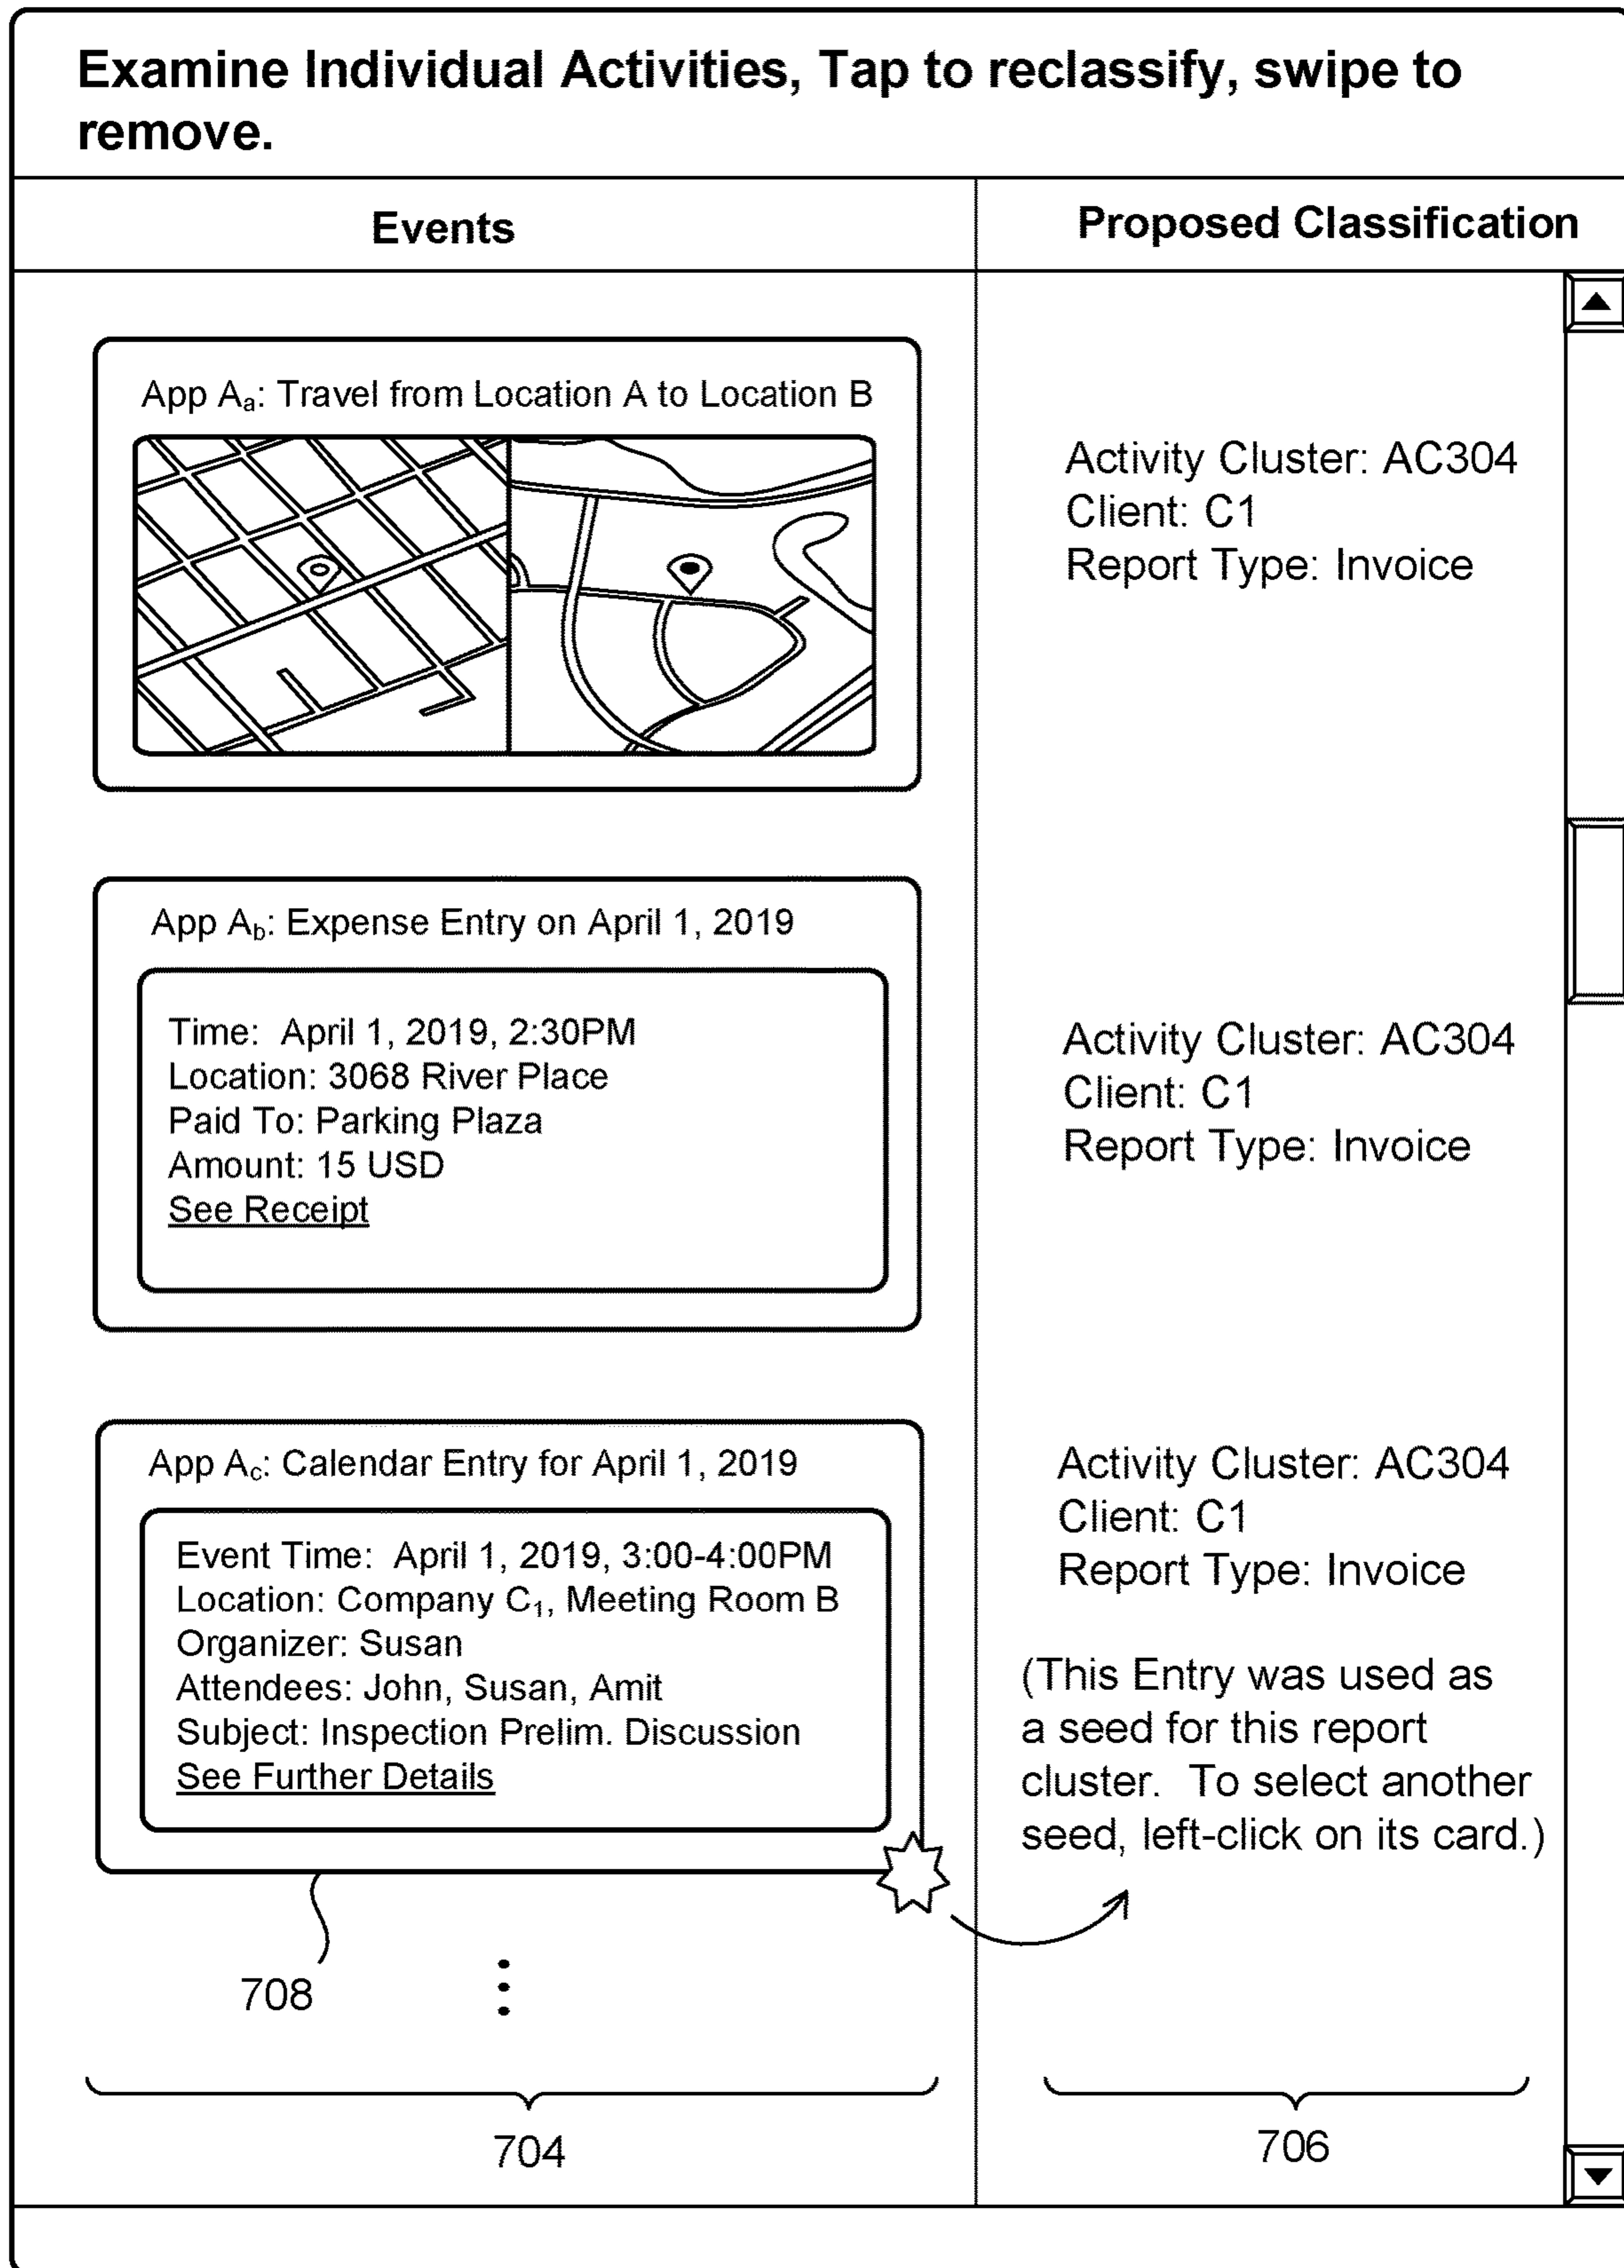 Examine Individual Activities, Tap to reclassify, swipe to
remove.
Events
Proposed Classification
App Aₐ: Travel from Location A to Location B
Activity Cluster: AC304
Client: C1
Report Type: Invoice
App A_b: Expense Entry on April 1, 2019
Time: April 1, 2019, 2:30PM
Location: 3068 River Place
Paid To: Parking Plaza
Amount: 15 USD
See Receipt
Activity Cluster: AC304
Client: C1
Report Type: Invoice
App A_c: Calendar Entry for April 1, 2019
Event Time: April 1, 2019, 3:00-4:00PM
Location: Company C₁, Meeting Room B
Organizer: Susan
Attendees: John, Susan, Amit
Subject: Inspection Prelim. Discussion
See Further Details
Activity Cluster: AC304
Client: C1
Report Type: Invoice
(This Entry was used as
a seed for this report
cluster. To select another
seed, left-click on its card.)
708
704
706